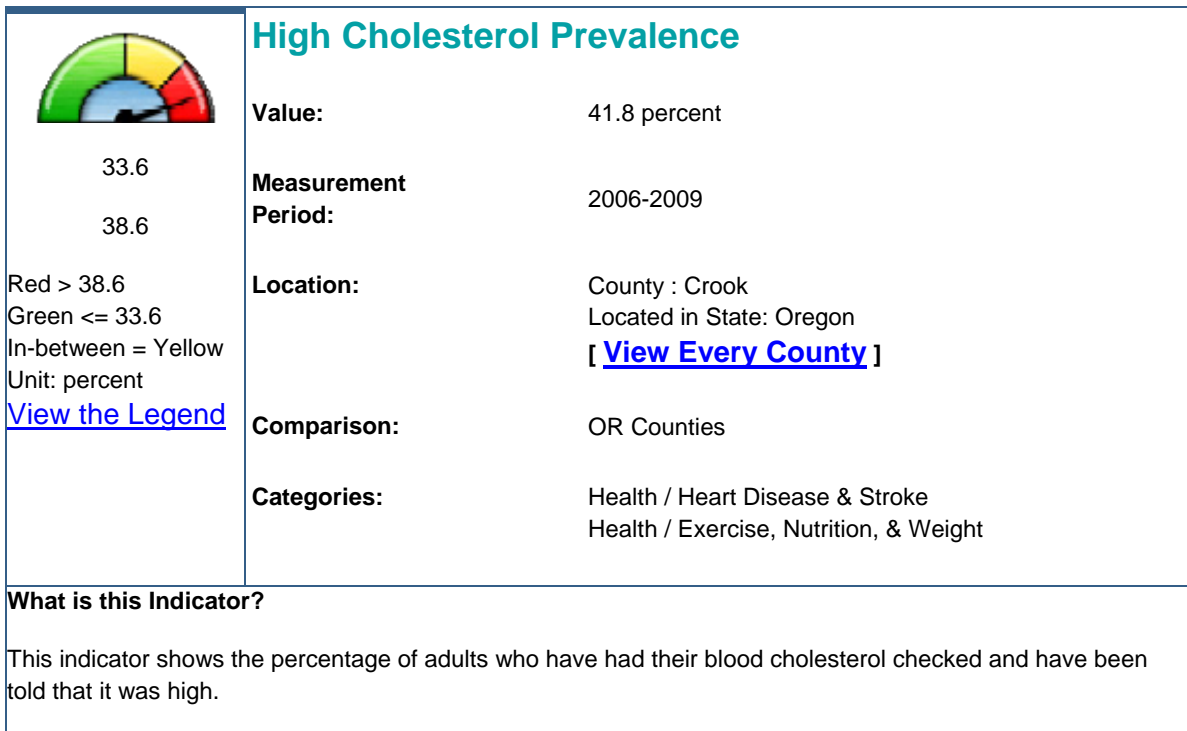 High Cholesterol Prevalence
33.6
38.6
Red > 38.6
Green <= 33.6
In-between = Yellow
Unit: percent
View the Legend
Value: 41.8 percent
Measurement
Period: 2006-2009
Location: County : Crook
Located in State: Oregon
[ View Every County ]
Comparison: OR Counties
Categories: Health / Heart Disease & Stroke
Health / Exercise, Nutrition, & Weight
What is this Indicator?
This indicator shows the percentage of adults who have had their blood cholesterol checked and have been
told that it was high.